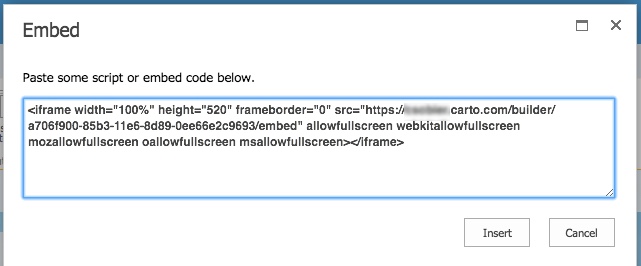 Embed
Paste some script or embed code below.
<iframe width="100%" height="520" frameborder="0" src="https:// carto.com/builder/
a706f900-85b3-11e6-8d89-0ee66e2c9693/embed" allowfullscreen webkitallowfullscreen
mozallowfullscreen oallowfullscreen msallowfullscreen></iframe>
Insert
Cancel